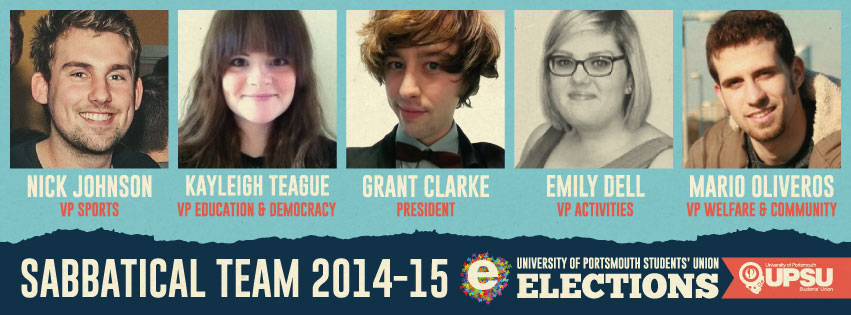 NICK JOHNSON
VP SPORTS
KAYLEIGH TEAGUE
VP EDUCATION & DEMOCRACY
GRANT CLARKE
PRESIDENT
EMILY DELL
VP ACTIVITIES
MARIO OLIVEROS
VP WELFARE & COMMUNITY
SABBATICAL TEAM 2014-15
e
UNIVERSITY OF PORTSMOUTH STUDENTS' UNION
ELECTIONS
University of Portsmouth
UPSU
Students' Union